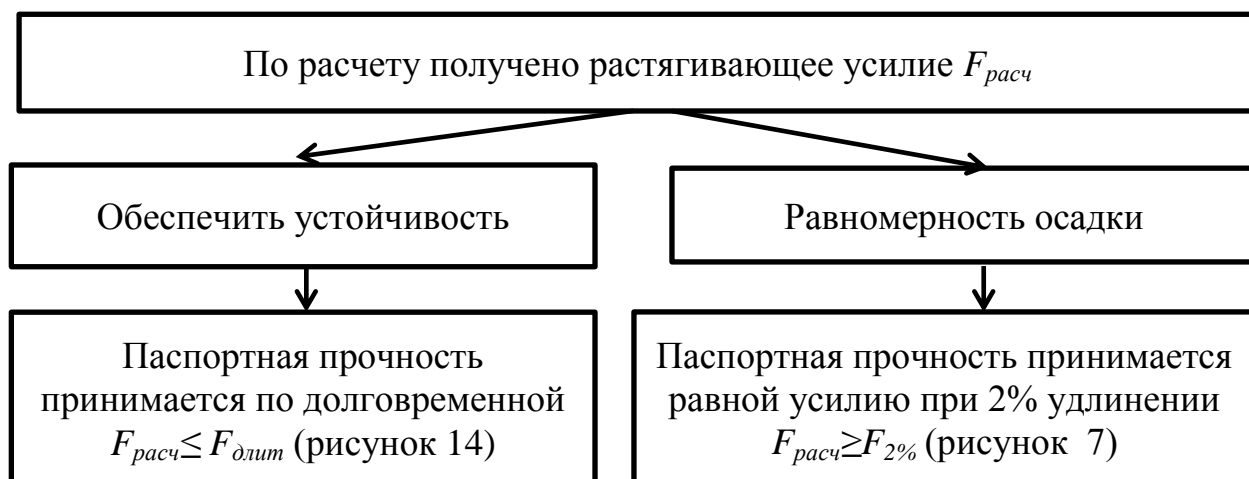 По расчету получено растягивающее усилие Fрасч
Обеспечить устойчивость
Равномерность осадки
Паспортная прочность
принимается по долговременной
Fрасч≤ Fдлит (рисунок 14)
Паспортная прочность принимается
равной усилию при 2% удлинении
Fрасч≥F2% (рисунок 7)